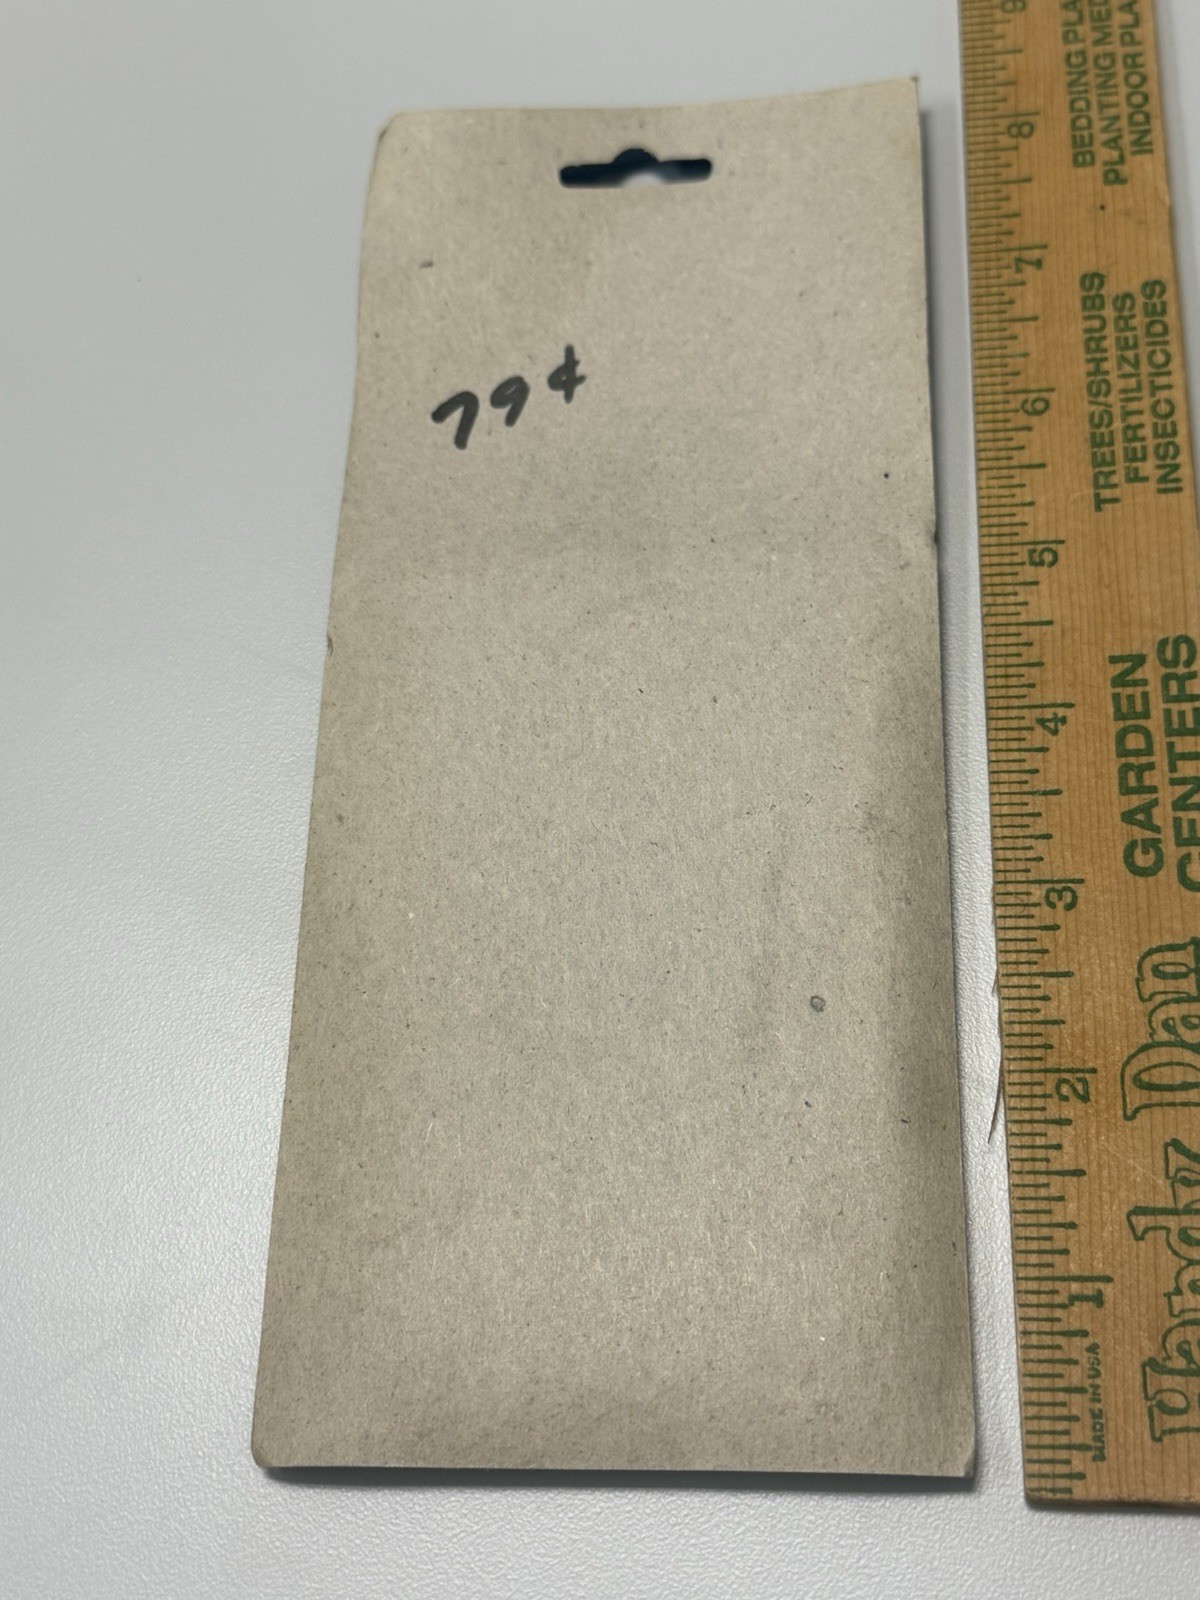 79¢
9
8
7
6
5
4
3
2
1
BEDDING PLA
PLANTING MED
INDOOR PLA
TREES/SHRUBS
FERTILIZERS
INSECTICIDES
GARDEN
CENTERS
Handy Dan
MADE IN USA